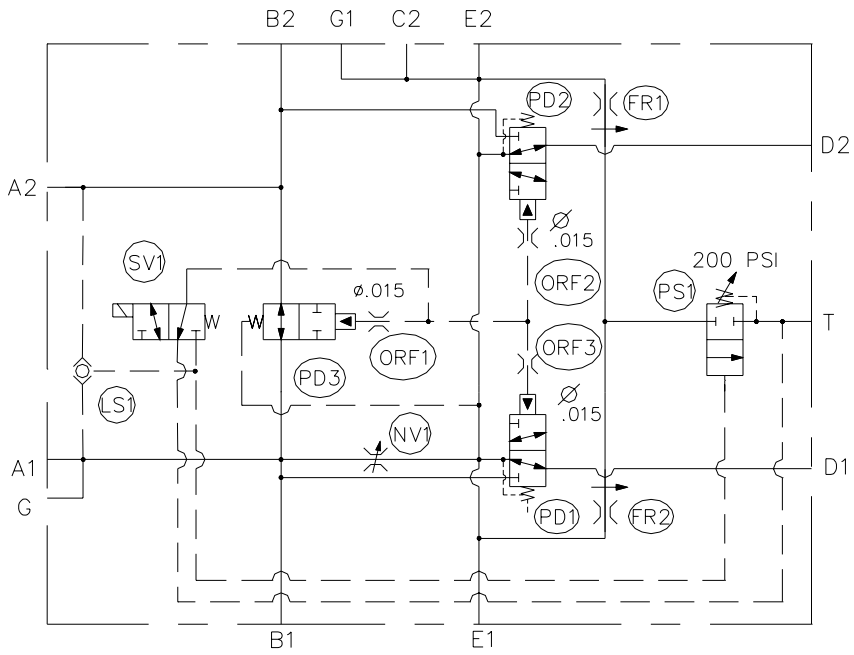 B2 G1 C2 E2
PD2 FR1
D2
A2
Ø
.015
SV1
200 PSI
ø.015
ORF2
PS1
T
ORF1
ORF3
PD3
LS1
Ø
.015
NV1
A1
D1
G
PD1 FR2
B1 E1